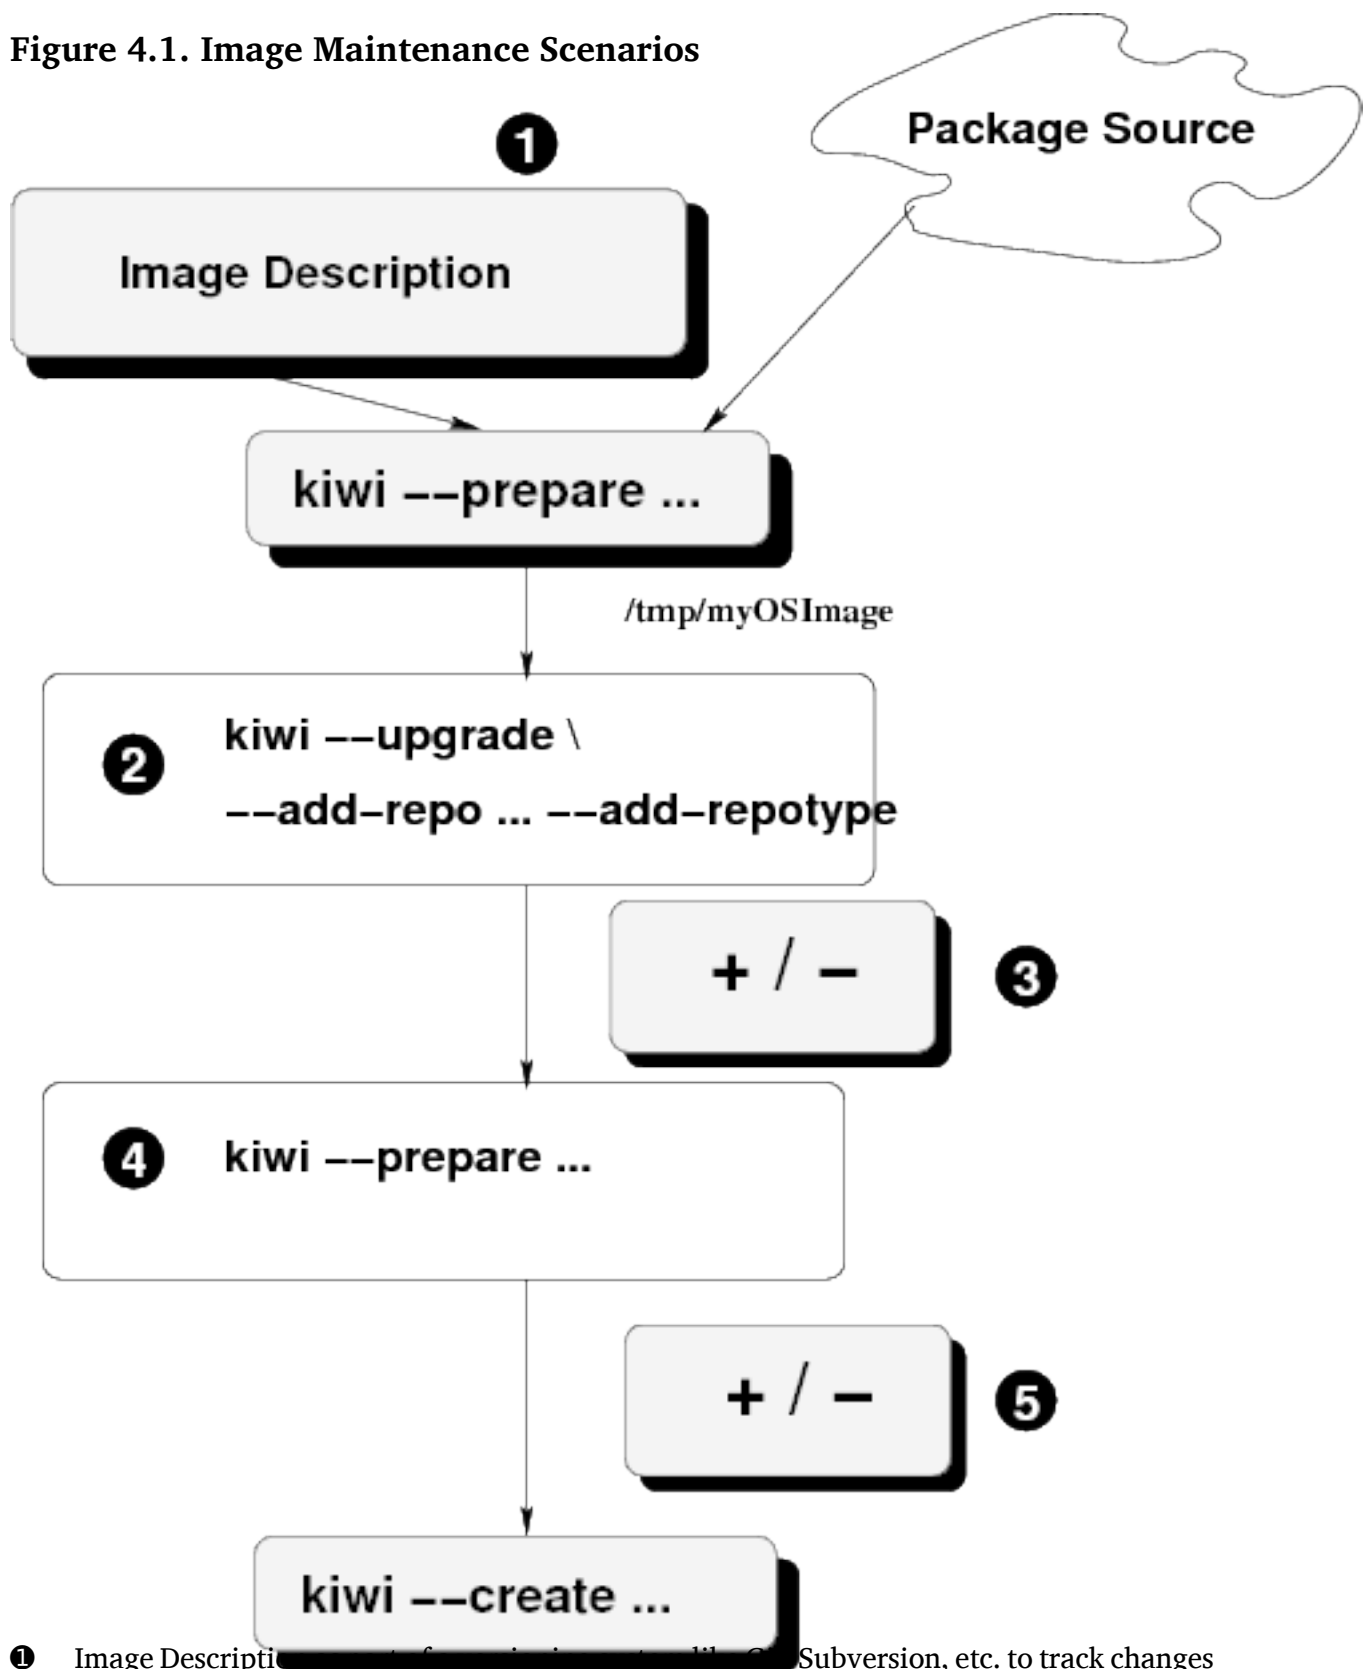 Figure 4.1. Image Maintenance Scenarios
1
Package Source
Image Description
kiwi −−prepare ...
/tmp/myOSImage
2
kiwi −−upgrade \
−−add−repo ... −−add−repotype
+ / −
3
4
kiwi −−prepare ...
+ / −
5
kiwi −−create ...
1 Image Subversion, etc. to track changes